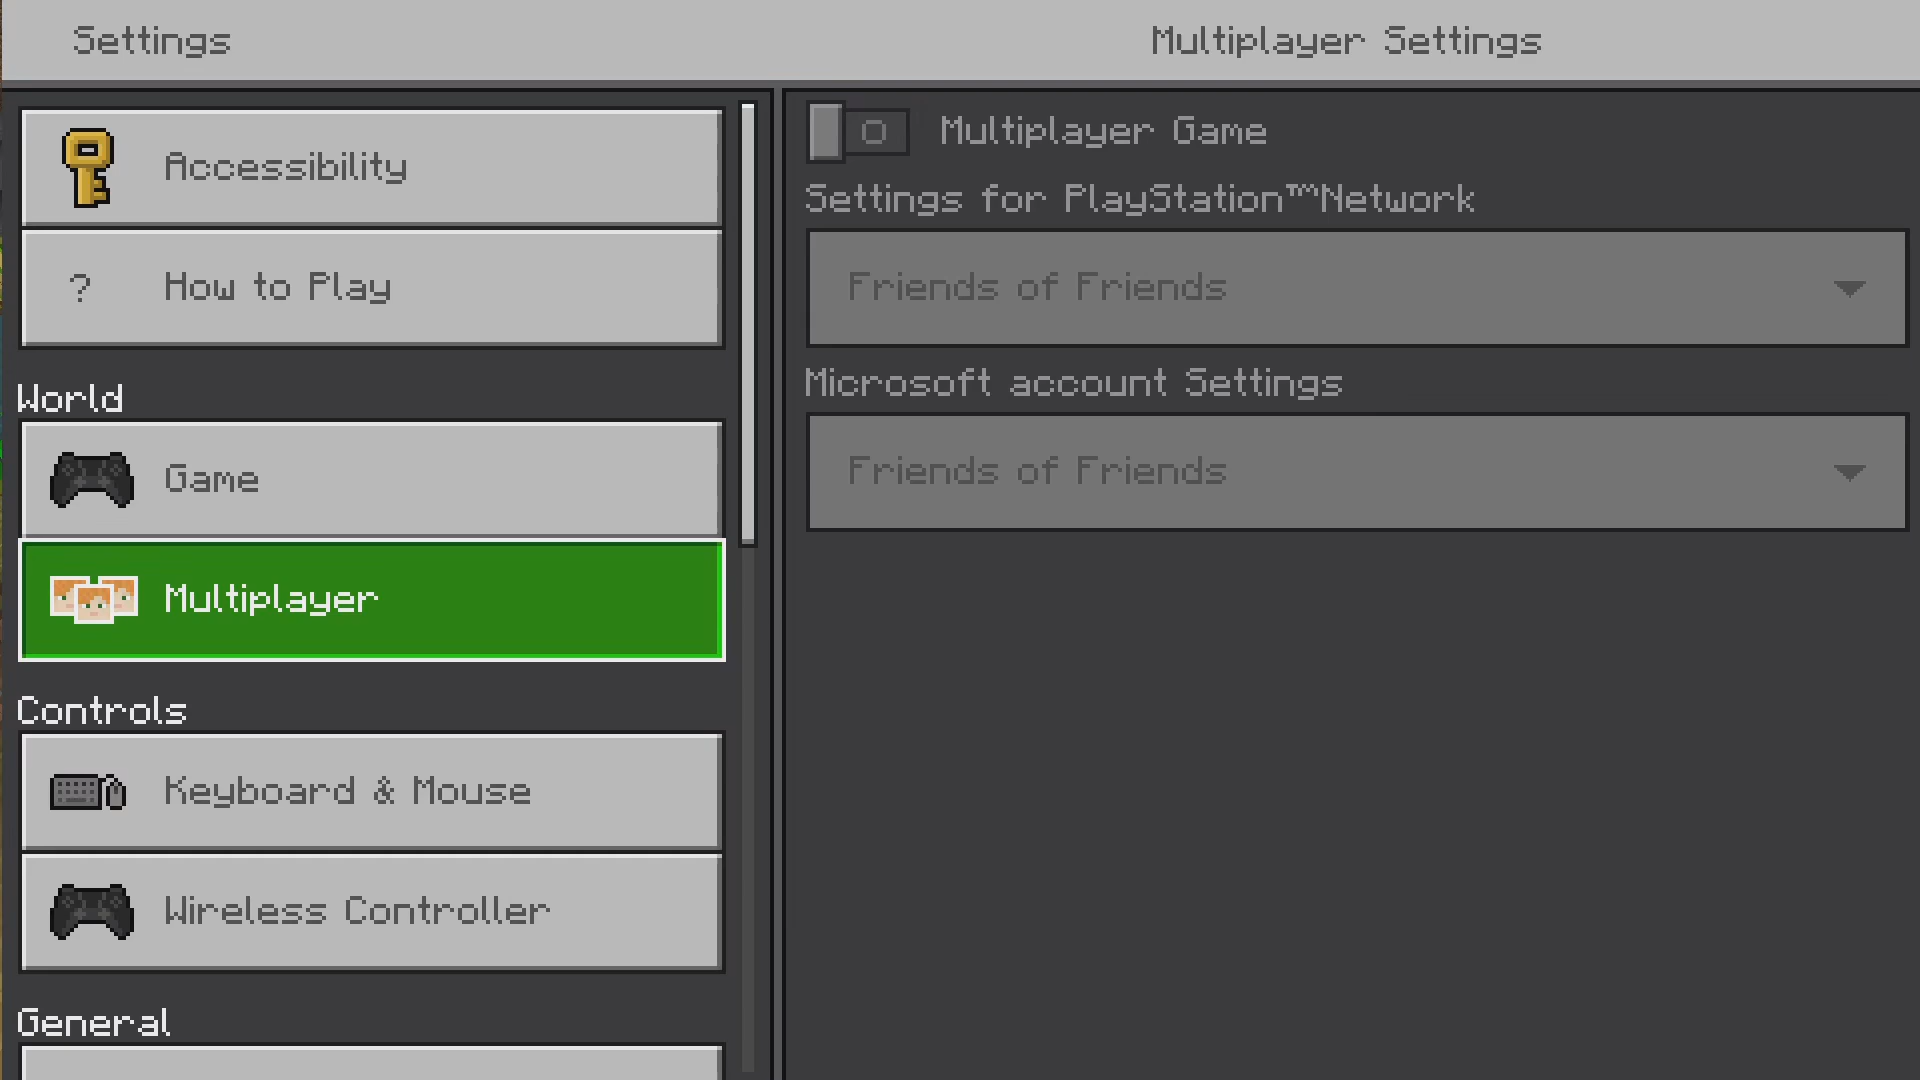 Settings
Multiplayer Settings
Accessibility
? How to Play
World
Game
Multiplayer
Controls
Keyboard & Mouse
Wireless Controller
General
Multiplayer Game
Settings for PlayStation™Network
Friends of Friends
Microsoft account Settings
Friends of Friends